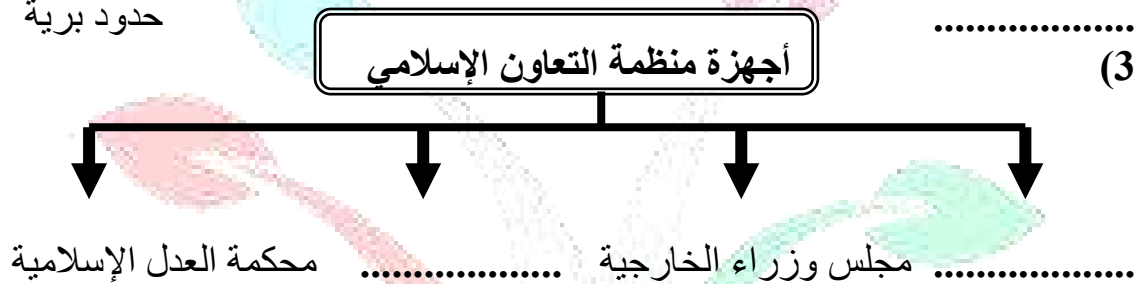 ................... حدود برية
3) أجهزة منظمة التعاون الإسلامي
................... مجلس وزراء الخارجية ................... محكمة العدل الإسلامية